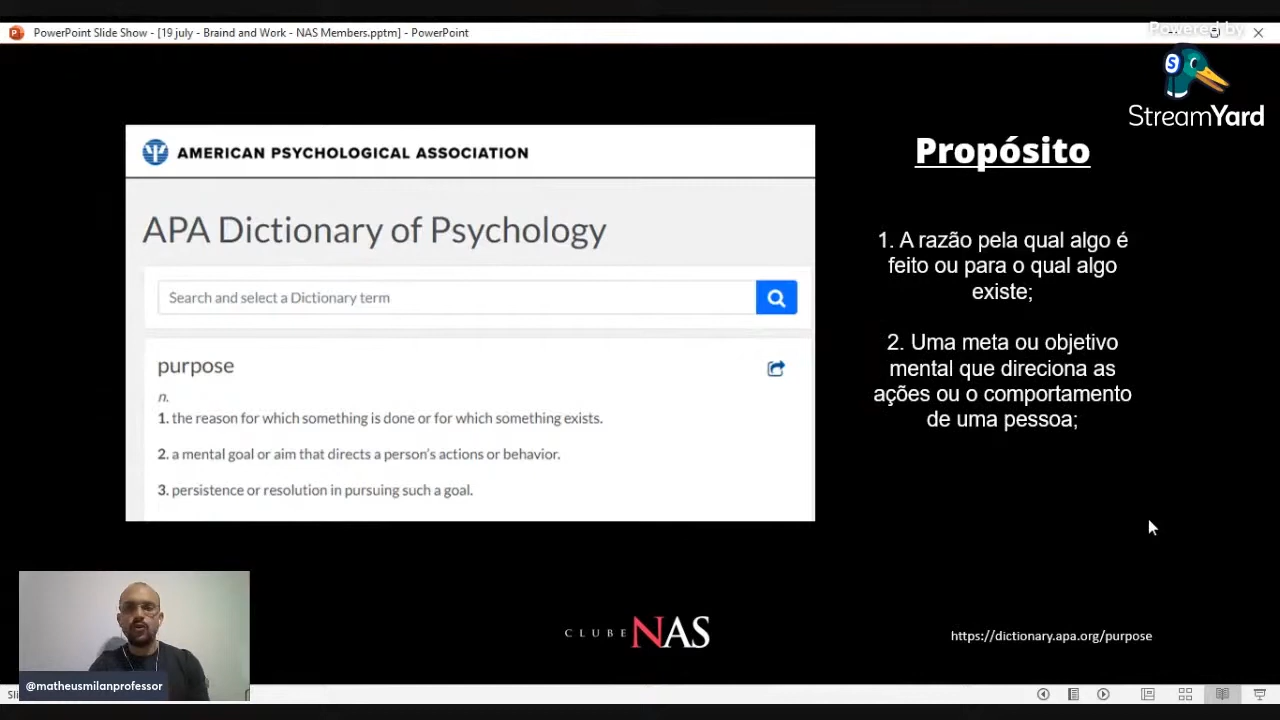 PowerPoint Slide Show - [19 july - Braind and Work - NAS Members.pptm] - PowerPoint
Powered by
StreamYard
AMERICAN PSYCHOLOGICAL ASSOCIATION
APA Dictionary of Psychology
Search and select a Dictionary term
purpose
n.
1. the reason for which something is done or for which something exists.
2. a mental goal or aim that directs a person's actions or behavior.
3. persistence or resolution in pursuing such a goal.
Propósito
1. A razão pela qual algo é
feito ou para o qual algo
existe;
2. Uma meta ou objetivo
mental que direciona as
ações ou o comportamento
de uma pessoa;
CLUBE NAS
https://dictionary.apa.org/purpose
@matheusmilanprofessor